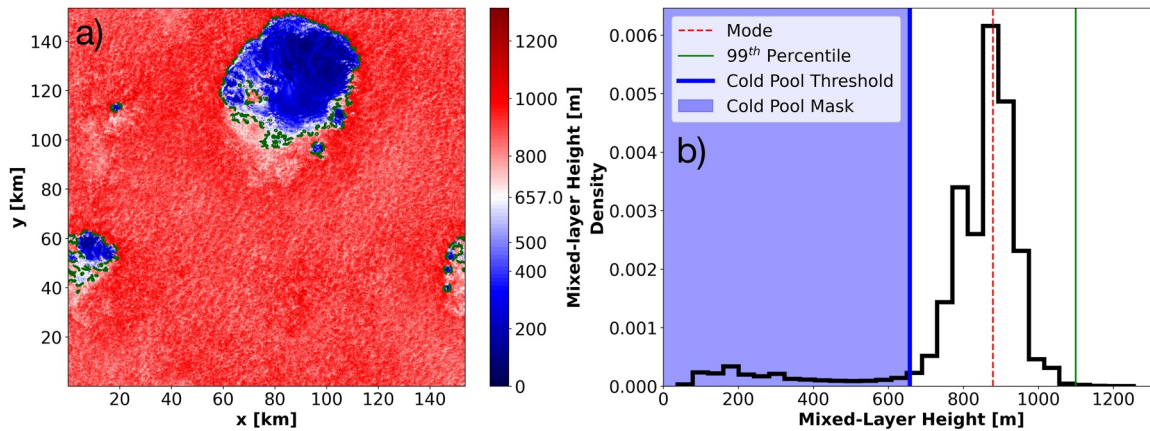 a)
y [km]
140
120
100
80
60
40
20
20 40 60 80 100 120 140
x [km]
1200
1000
800
657.0
600
400
200
0
Mixed-layer Height [m]
Mode
99th Percentile
Cold Pool Threshold
Cold Pool Mask
b)
Density
0.006
0.005
0.004
0.003
0.002
0.001
0.000
0 200 400 600 800 1000 1200
Mixed-Layer Height [m]